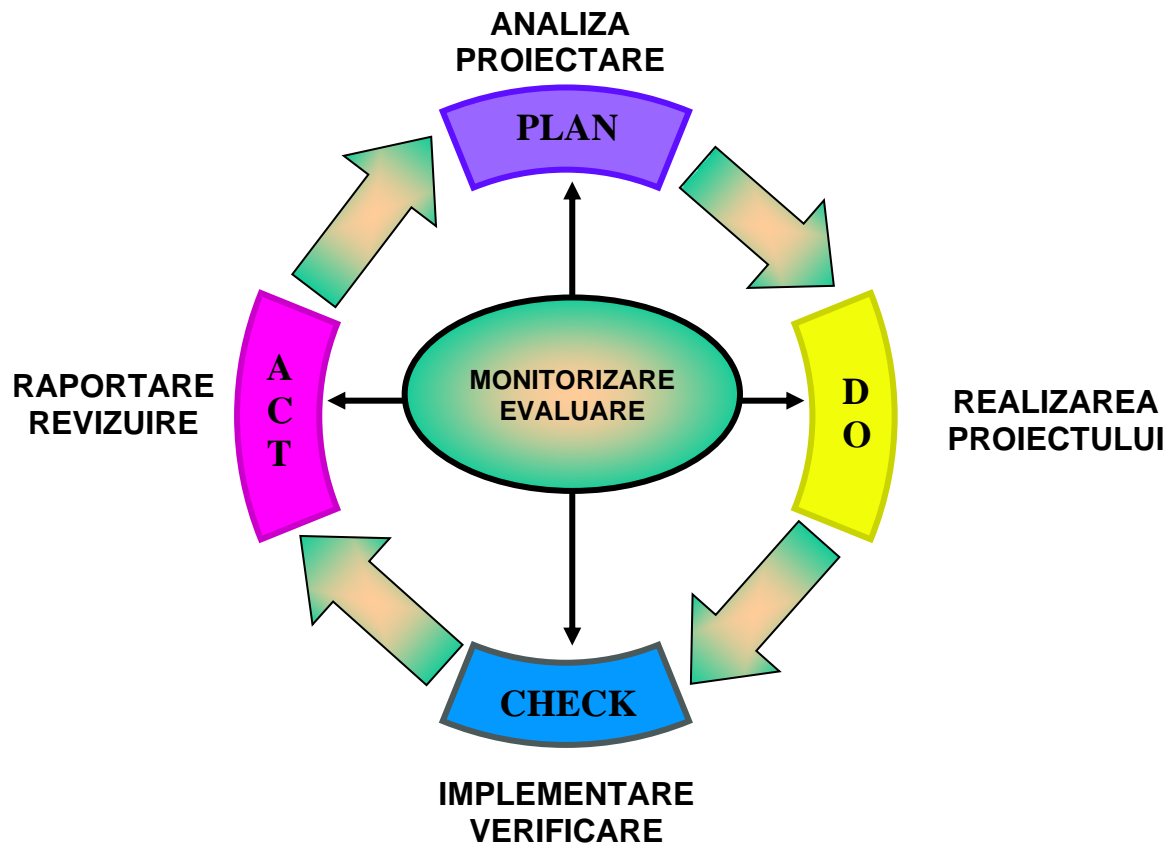 ANALIZA
PROIECTARE
PLAN
A
C
T
RAPORTARE
REVIZUIRE
MONITORIZARE
EVALUARE
D
O
REALIZAREA
PROIECTULUI
CHECK
IMPLEMENTARE
VERIFICARE